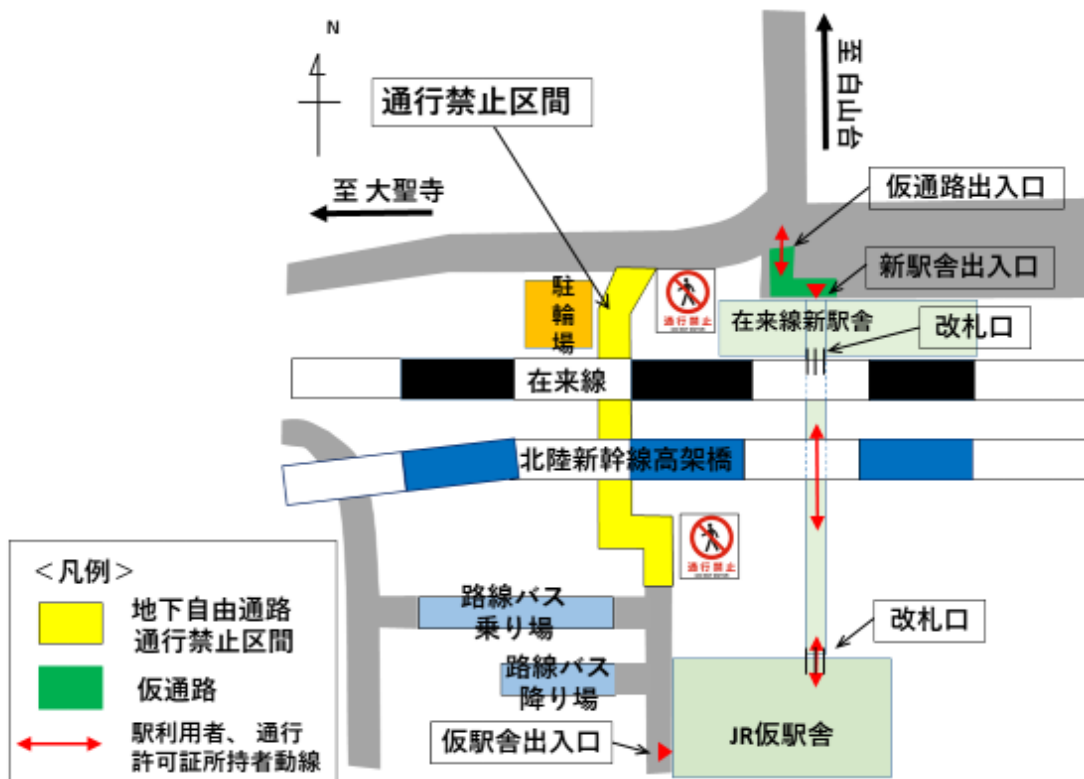 N
通行禁止区間
至 白山台
至 大聖寺
仮通路出入口
新駅舎出入口
駐輪場
通行禁止
在来線新駅舎
改札口
在来線
北陸新幹線高架橋
通行禁止
＜凡例＞
地下自由通路
通行禁止区間
仮通路
駅利用者、 通行
許可証所持者動線
路線バス
乗り場
路線バス
降り場
改札口
仮駅舎出入口
JR仮駅舎